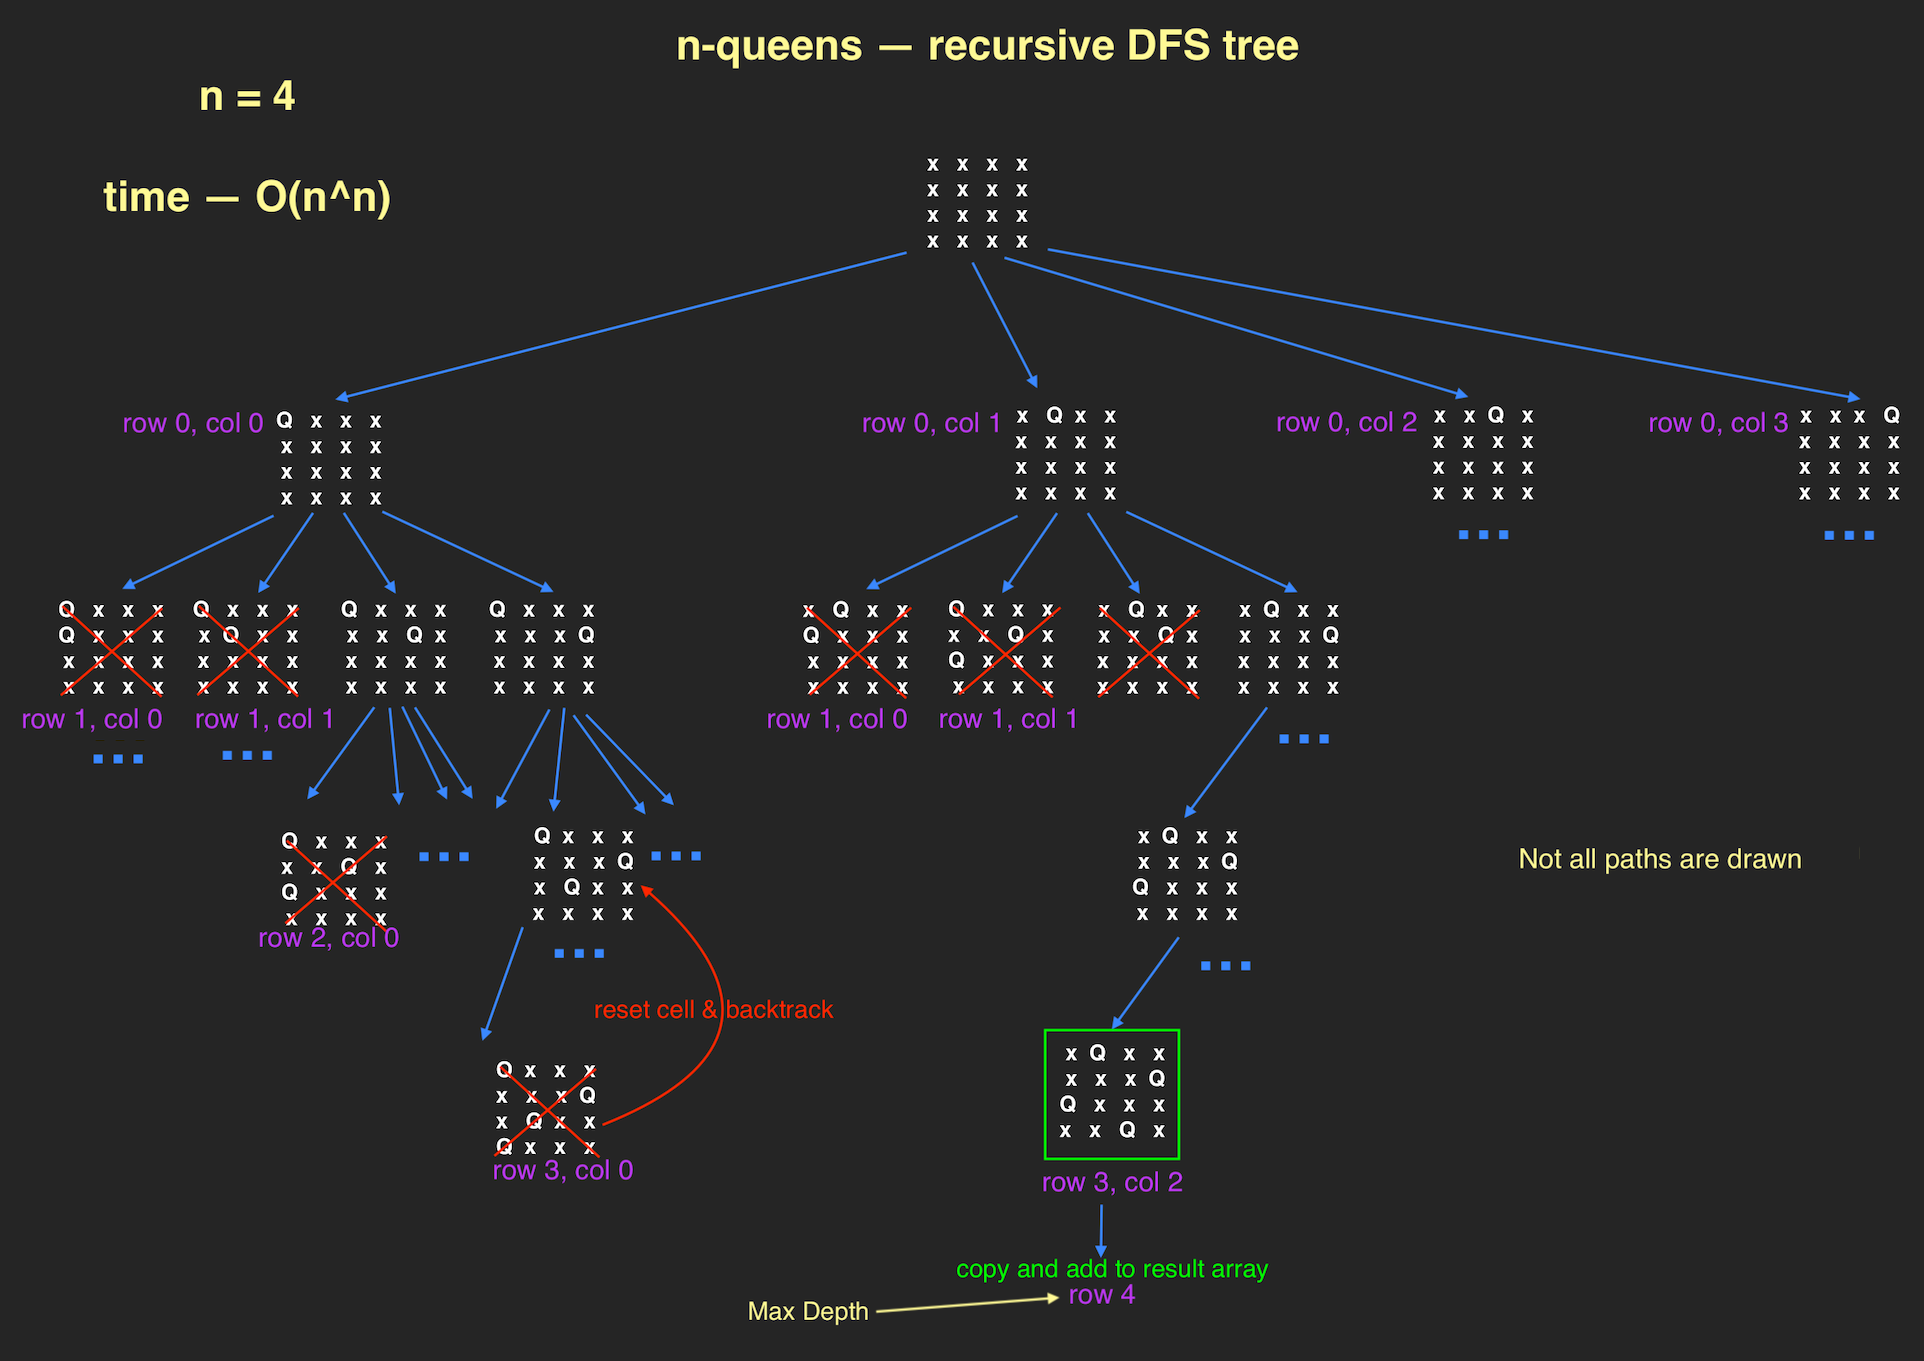 n-queens — recursive DFS tree
n = 4
time — O(n^n)
x x x x
x x x x
x x x x
x x x x
row 0, col 0
Q x x x
x x x x
x x x x
x x x x
row 0, col 1
x Q x x
x x x x
x x x x
x x x x
row 0, col 2
x x Q x
x x x x
x x x x
x x x x
row 0, col 3
x x x Q
x x x x
x x x x
x x x x
Q x x x
Q x x x
x x x x
x x x x
row 1, col 0
Q x x x
x Q x x
x x x x
x x x x
row 1, col 1
Q x x x
x x Q x
x x x x
x x x x
Q x x x
x x x Q
x x x x
x x x x
x Q x x
Q x x x
x x x x
x x x x
row 1, col 0
Q x x x
x x Q x
Q x x x
x x x x
row 1, col 1
x Q x x
x x Q x
x x x x
x x x x
x Q x x
x x x Q
x x x x
x x x x
Q x x x
x x Q x
Q x x x
x x x x
row 2, col 0
Q x x x
x x x Q
x Q x x
x x x x
x Q x x
x x x Q
Q x x x
x x x x
Not all paths are drawn
reset cell & backtrack
Q x x x
x x x Q
x Q x x
Q x x x
row 3, col 0
x Q x x
x x x Q
Q x x x
x x Q x
row 3, col 2
copy and add to result array
row 4
Max Depth